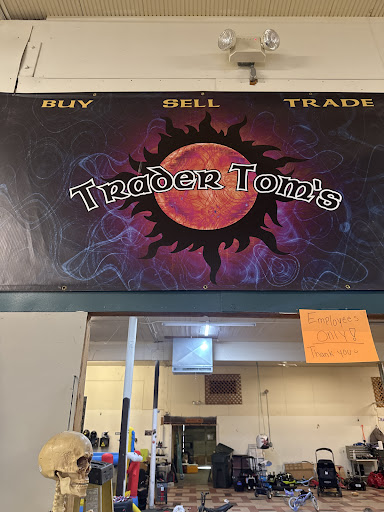 BUY SELL TRADE
Trader Tom's
Employees
Only!
Thank you